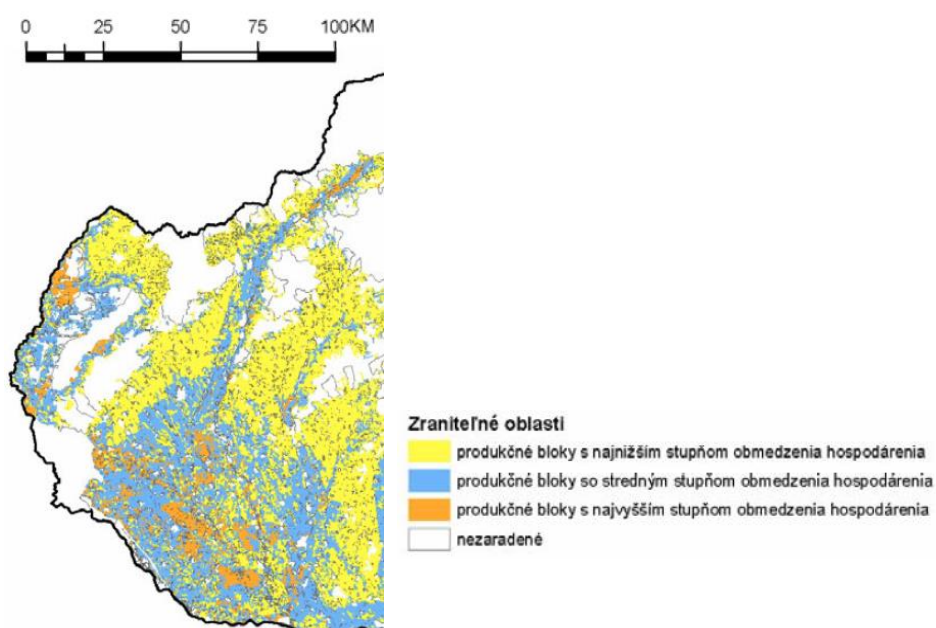 0 25 50 75 100KM
Zraniteľné oblasti
produkčné bloky s najnižším stupňom obmedzenia hospodárenia
produkčné bloky so stredným stupňom obmedzenia hospodárenia
produkčné bloky s najvyšším stupňom obmedzenia hospodárenia
nezaradené